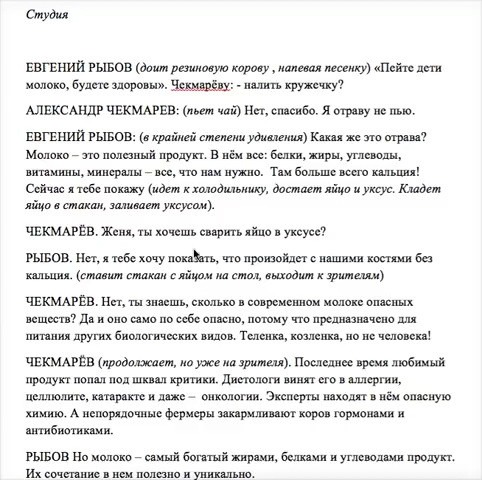 Студия
ЕВГЕНИЙ РЫБОВ (доит резиновую корову , напевая песенку) «Пейте дети
молоко, будете здоровы». Чекмарёву: - налить кружечку?
АЛЕКСАНДР ЧЕКМАРЕВ: (пьет чай) Нет, спасибо. Я отраву не пью.
ЕВГЕНИЙ РЫБОВ: (в крайней степени удивления) Какая же это отрава?
Молоко – это полезный продукт. В нём все: белки, жиры, углеводы,
витамины, минералы – все, что нам нужно. Там больше всего кальция!
Сейчас я тебе покажу (идет к холодильнику, достает яйцо и уксус. Кладет
яйцо в стакан, заливает уксусом).
ЧЕКМАРЁВ. Женя, ты хочешь сварить яйцо в уксусе?
РЫБОВ. Нет, я тебе хочу показать, что произойдет с нашими костями без
кальция. (ставит стакан с яйцом на стол, выходит к зрителям)
ЧЕКМАРЁВ. Нет, ты знаешь, сколько в современном молоке опасных
веществ? Да и оно само по себе опасно, потому что предназначено для
питания других биологических видов. Теленка, козленка, но не человека!
ЧЕКМАРЁВ (продолжает, но уже на зрителя). Последнее время любимый
продукт попал под шквал критики. Диетологи винят его в аллергии,
целлюлите, катаракте и даже – онкологии. Эксперты находят в нём опасную
химию. А непорядочные фермеры закармливают коров гормонами и
антибиотиками.
РЫБОВ Но молоко – самый богатый жирами, белками и углеводами продукт.
Их сочетание в нем полезно и уникально.